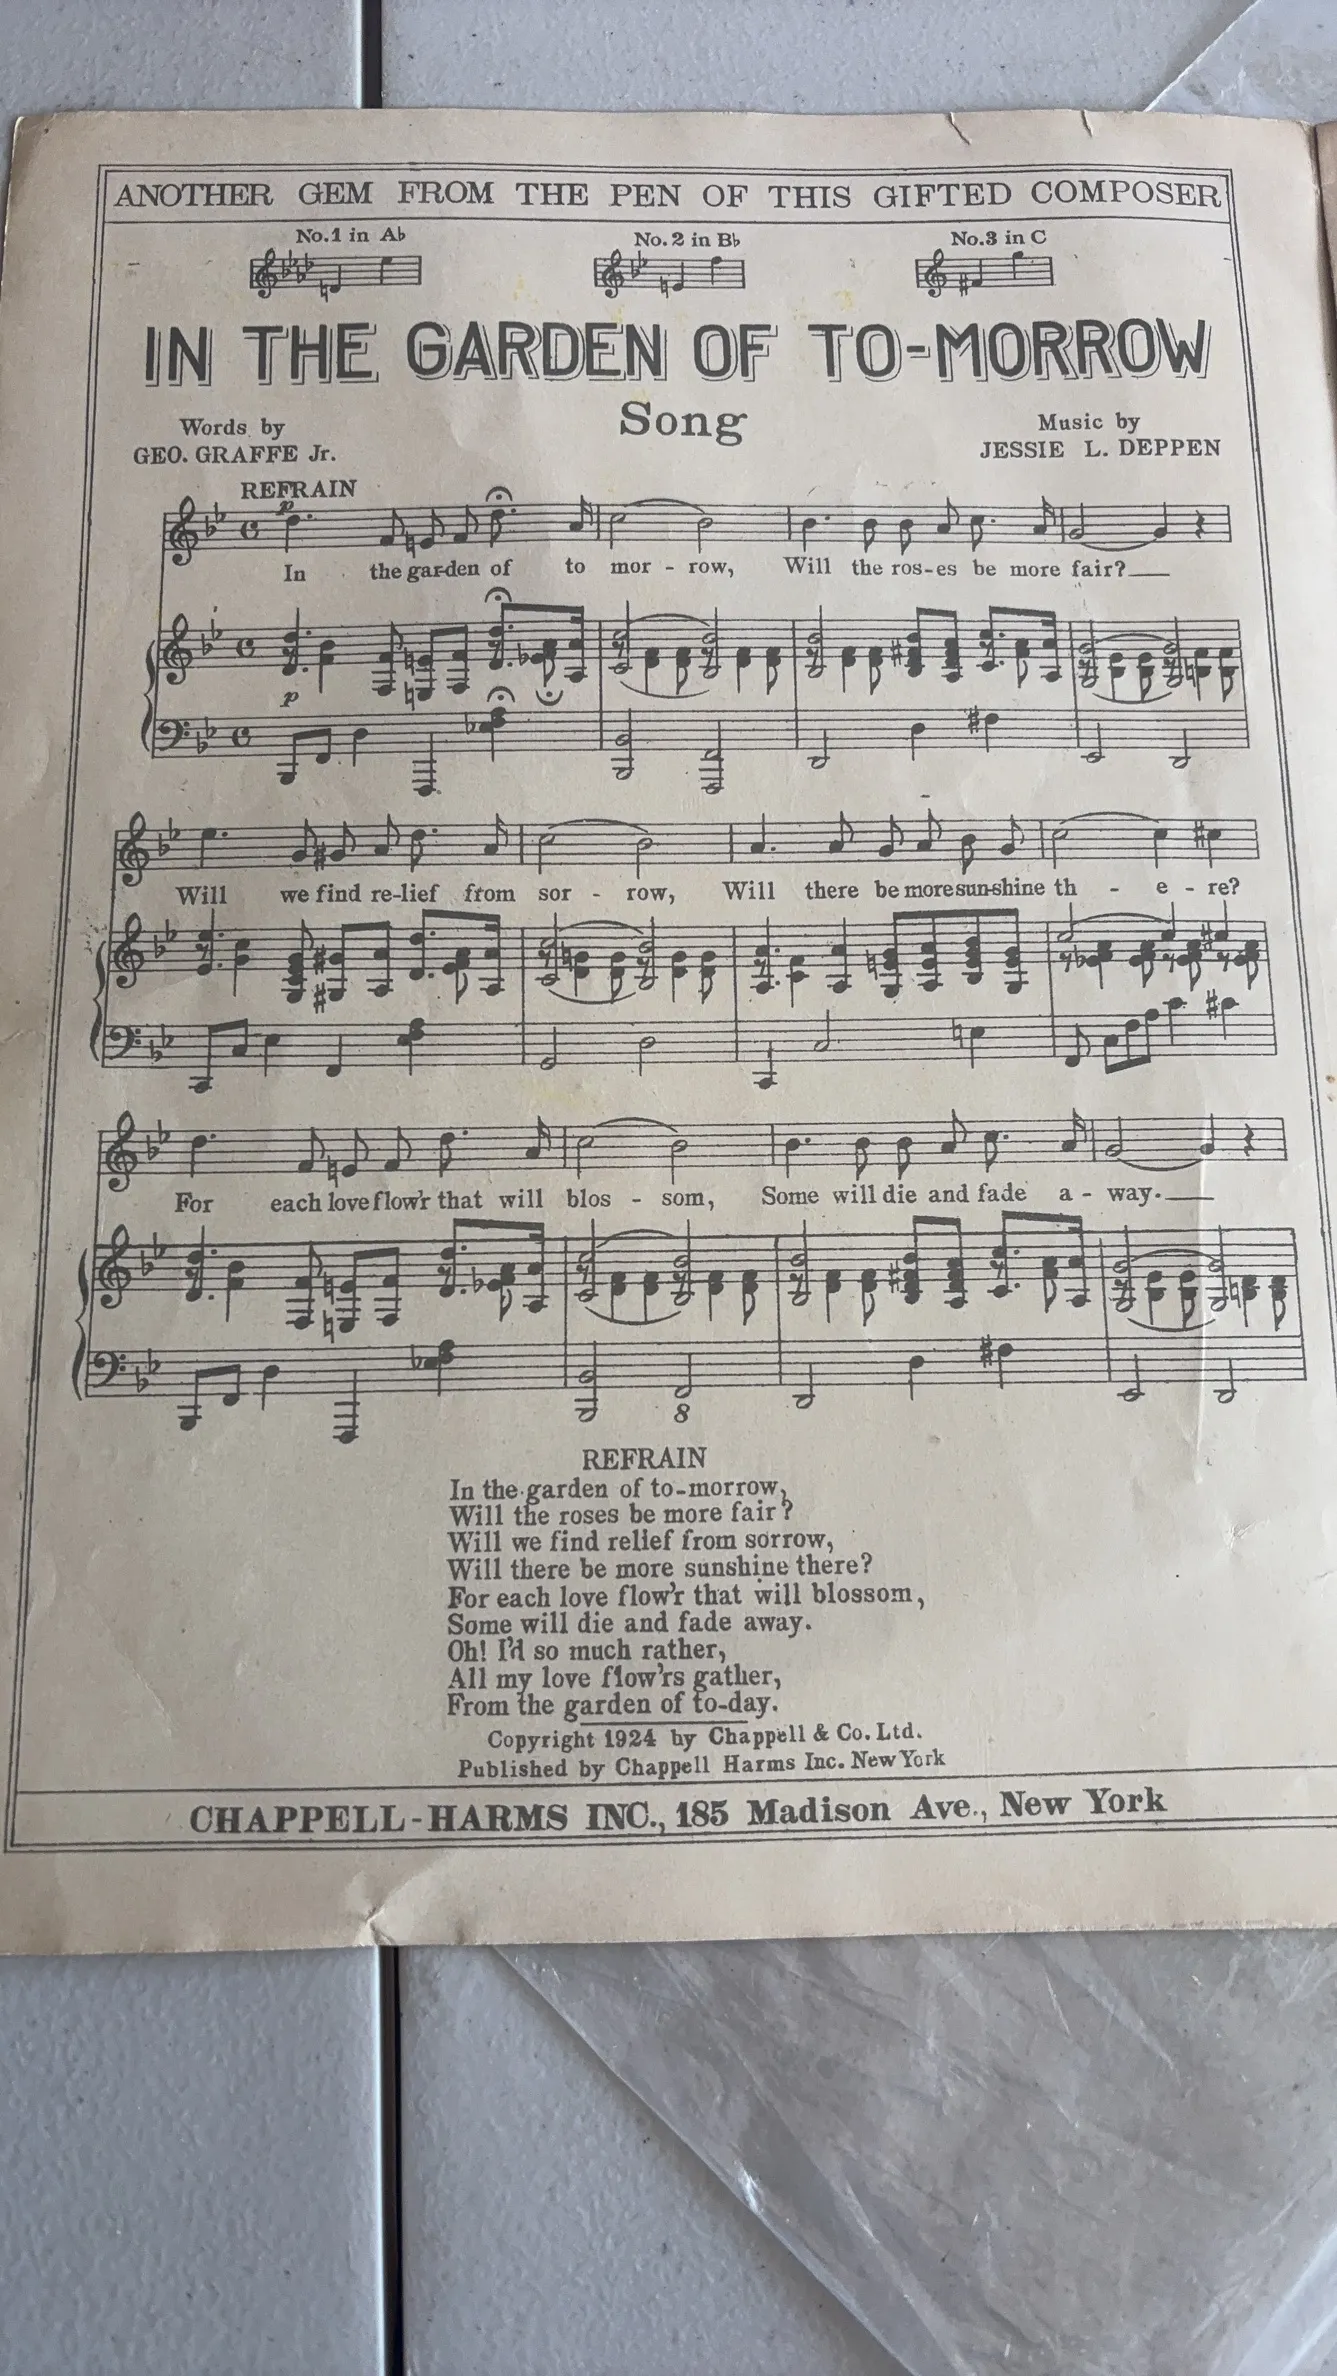 ANOTHER GEM FROM THE PEN OF THIS GIFTED COMPOSER
No.1 in A♭ No.2 in B♭ No.3 in C
IN THE GARDEN OF TO-MORROW
Song
Words by
GEO. GRAFFE Jr.
Music by
JESSIE L. DEPPEN
REFRAIN
p
In the gar-den of to mor - row, Will the ros-es be more fair?
p
Will we find re-lief from sor - row, Will there be more sun-shine th - e - re?
For each love flow'r that will blos - som, Some will die and fade a - way.
8
REFRAIN
In the garden of to-morrow,
Will the roses be more fair?
Will we find relief from sorrow,
Will there be more sunshine there?
For each love flow'r that will blossom,
Some will die and fade away.
Oh! I'd so much rather,
All my love flow'rs gather,
From the garden of to-day.
Copyright 1924 by Chappell & Co. Ltd.
Published by Chappell Harms Inc. New York
CHAPPELL-HARMS INC., 185 Madison Ave., New York